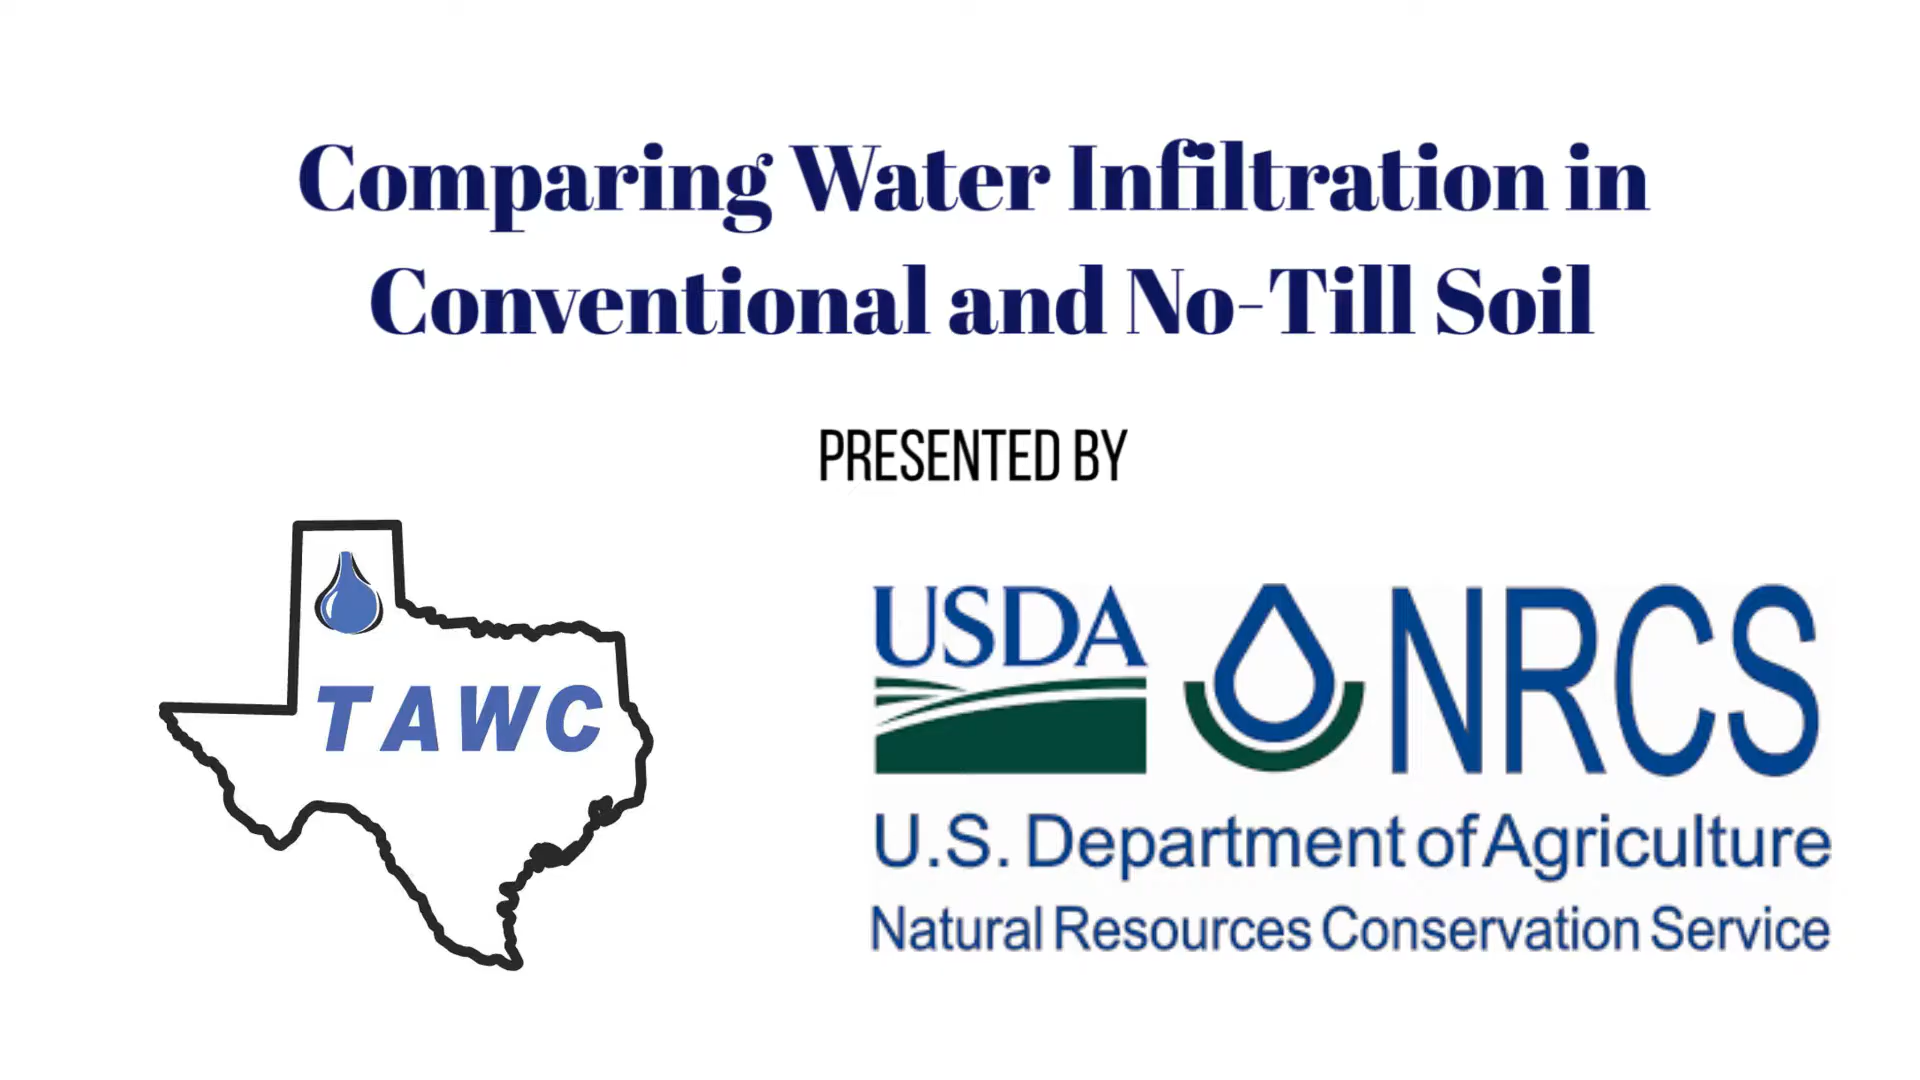 Comparing Water Infiltration in
Conventional and No-Till Soil
PRESENTED BY
TAWC
USDA NRCS
U.S. Department of Agriculture
Natural Resources Conservation Service